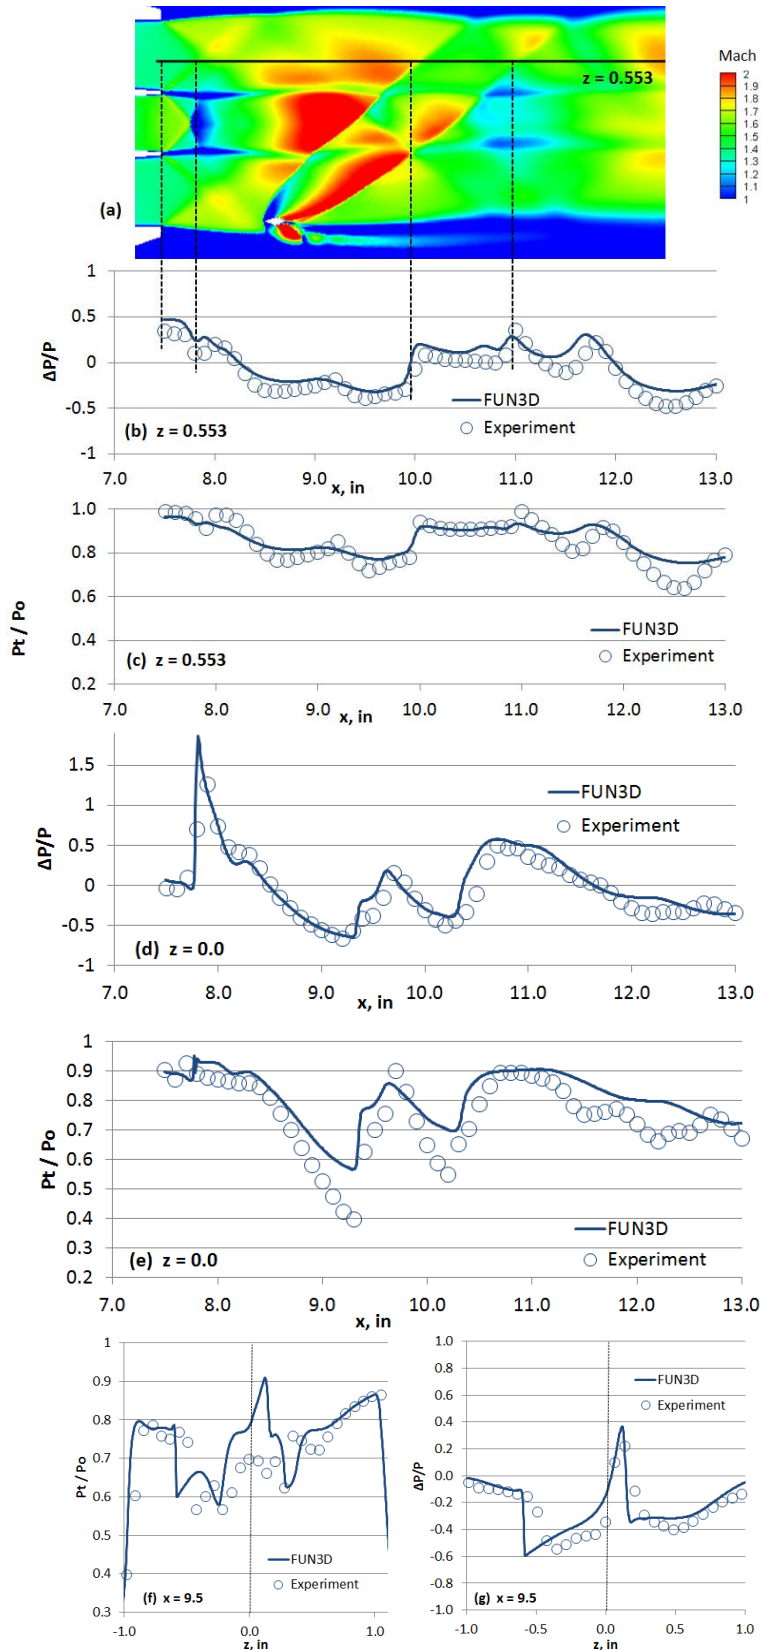 Mach
2
1.9
1.8
1.7
1.6
1.5
1.4
1.3
1.2
1.1
1
z = 0.553
(a)
1
0.5
0
-0.5
-1
ΔP/P
FUN3D
Experiment
(b) z = 0.553
7.0 8.0 9.0 10.0 11.0 12.0 13.0
x, in
1.0
0.8
0.6
0.4
0.2
Pt / Po
FUN3D
Experiment
(c) z = 0.553
7.0 8.0 9.0 10.0 11.0 12.0 13.0
x, in
1.5
1
0.5
0
-0.5
-1
ΔP/P
FUN3D
Experiment
(d) z = 0.0
7.0 8.0 9.0 10.0 11.0 12.0 13.0
x, in
1
0.9
0.8
0.7
0.6
0.5
0.4
0.3
0.2
Pt / Po
FUN3D
Experiment
(e) z = 0.0
7.0 8.0 9.0 10.0 11.0 12.0 13.0
x, in
1
0.9
0.8
0.7
0.6
0.5
0.4
0.3
Pt / Po
FUN3D
Experiment
(f) x = 9.5
-1.0 0.0 1.0
z, in
1.0
0.8
0.6
0.4
0.2
0.0
-0.2
-0.4
-0.6
-0.8
-1.0
ΔP/P
FUN3D
Experiment
(g) x = 9.5
-1.0 -0.5 0.0 0.5 1.0
z, in